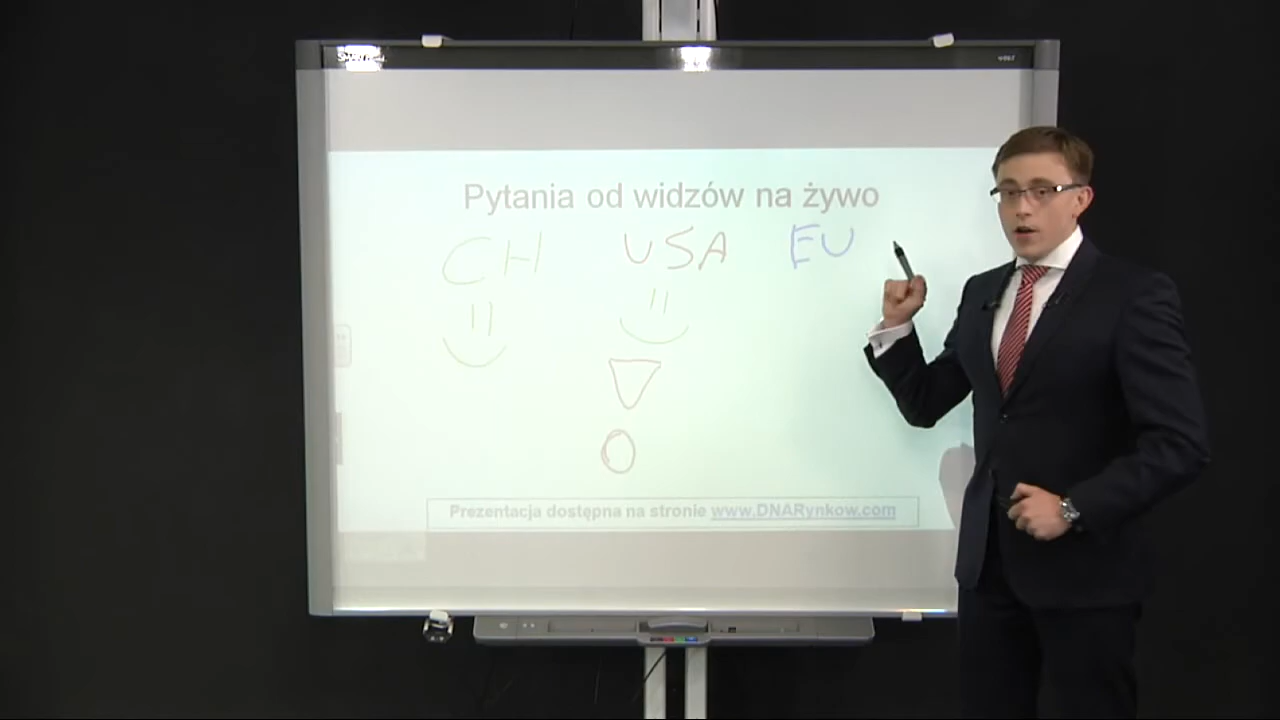 Pytania od widzów na żywo
CH USA EU
Prezentacja dostępna na stronie www.DNARynkow.com